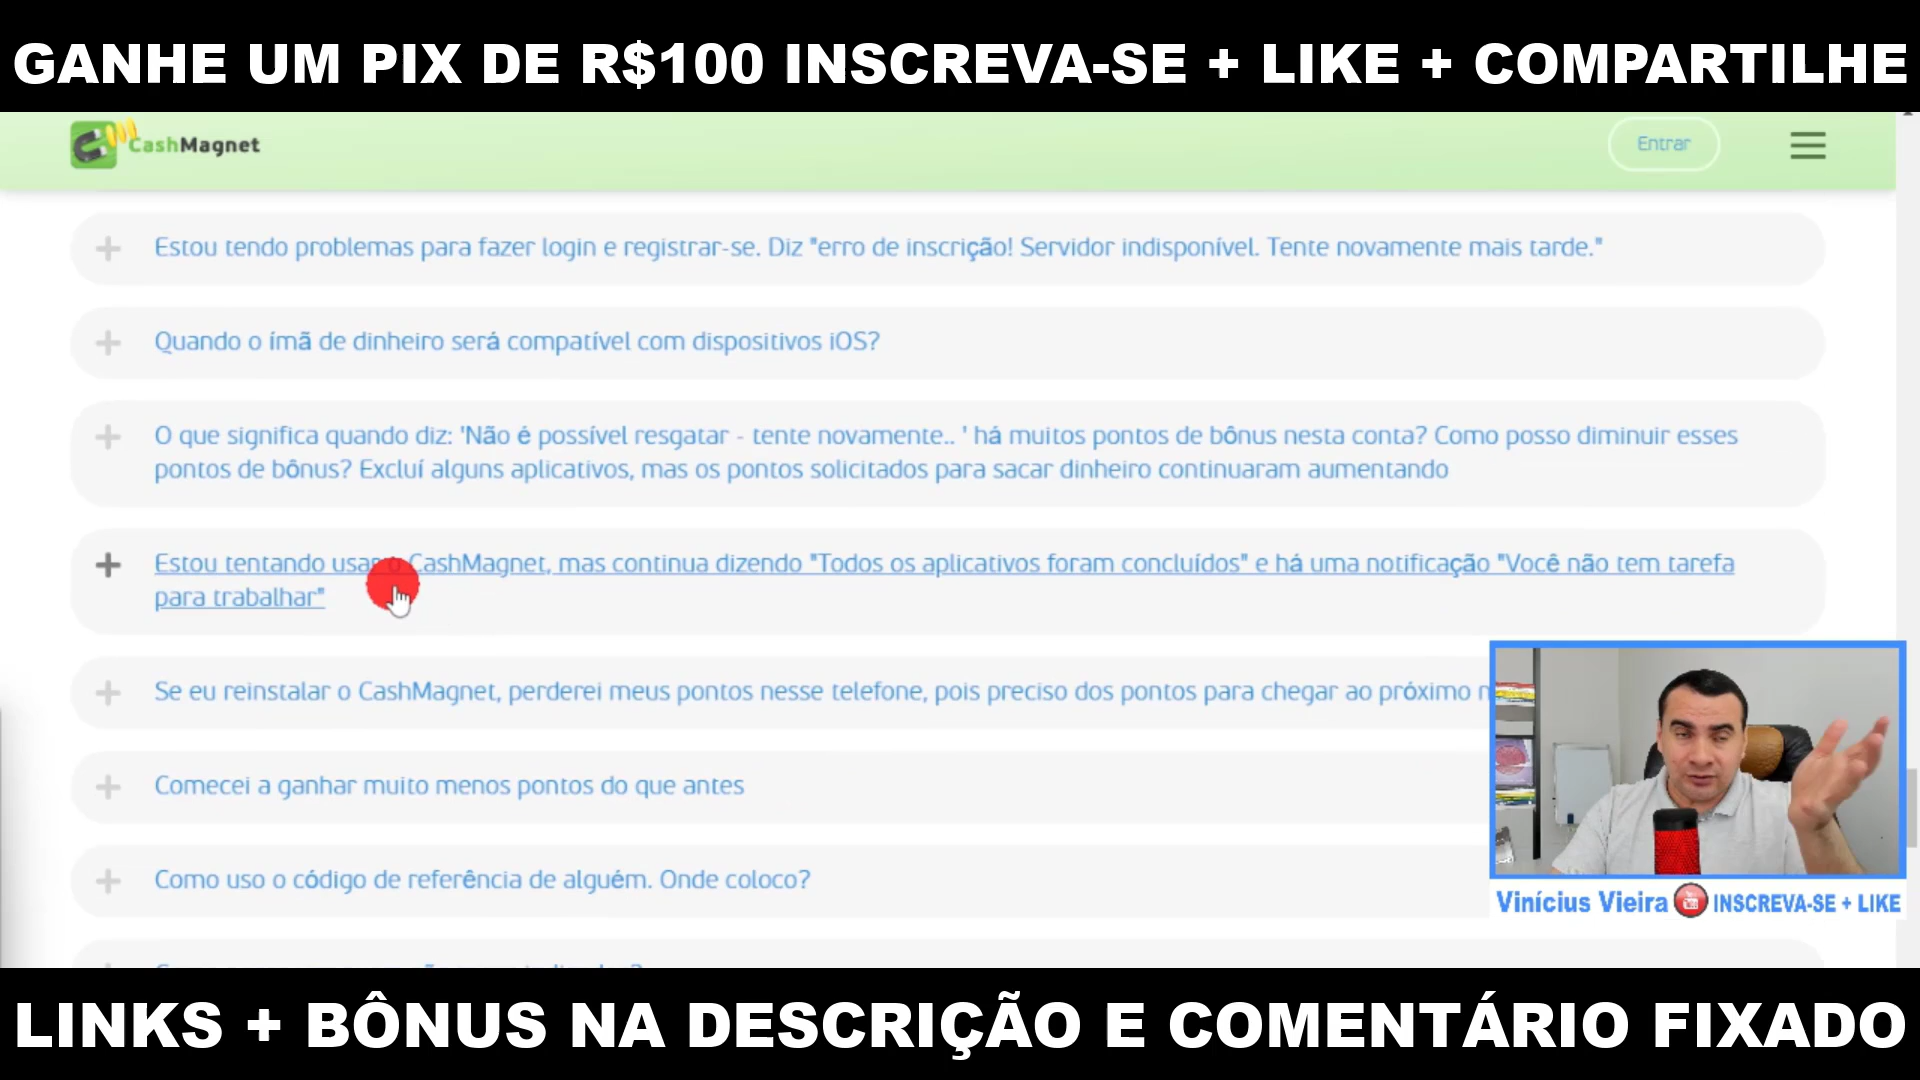 GANHE UM PIX DE R$100 INSCREVA-SE + LIKE + COMPARTILHE
CashMagnet
Entrar
Estou tendo problemas para fazer login e registrar-se. Diz "erro de inscrição! Servidor indisponível. Tente novamente mais tarde."
Quando o ímã de dinheiro será compatível com dispositivos iOS?
O que significa quando diz: 'Não é possível resgatar - tente novamente.. ' há muitos pontos de bônus nesta conta? Como posso diminuir esses
pontos de bônus? Excluí alguns aplicativos, mas os pontos solicitados para sacar dinheiro continuaram aumentando
Estou tentando usar o CashMagnet, mas continua dizendo "Todos os aplicativos foram concluídos" e há uma notificação "Você não tem tarefa
para trabalhar"
Se eu reinstalar o CashMagnet, perderei meus pontos nesse telefone, pois preciso dos pontos para chegar ao próximo
Comecei a ganhar muito menos pontos do que antes
Como uso o código de referência de alguém. Onde coloco?
Vinícius Vieira INSCREVA-SE + LIKE
LINKS + BÔNUS NA DESCRIÇÃO E COMENTÁRIO FIXADO